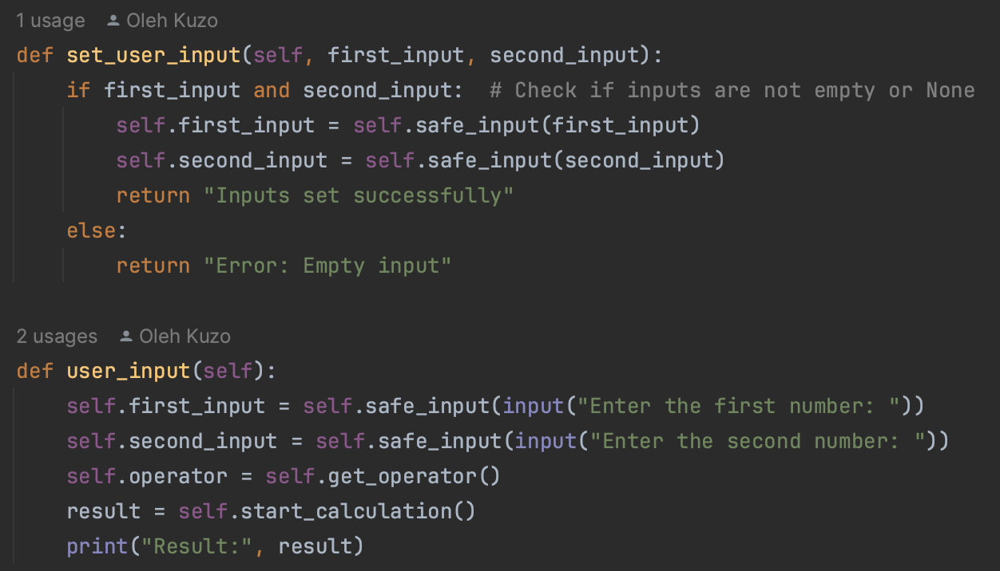 1 usage Oleh Kuzo
def set_user_input(self, first_input, second_input):
    if first_input and second_input:  # Check if inputs are not empty or None
        self.first_input = self.safe_input(first_input)
        self.second_input = self.safe_input(second_input)
        return "Inputs set successfully"
    else:
        return "Error: Empty input"
2 usages Oleh Kuzo
def user_input(self):
    self.first_input = self.safe_input(input("Enter the first number: "))
    self.second_input = self.safe_input(input("Enter the second number: "))
    self.operator = self.get_operator()
    result = self.start_calculation()
    print("Result:", result)